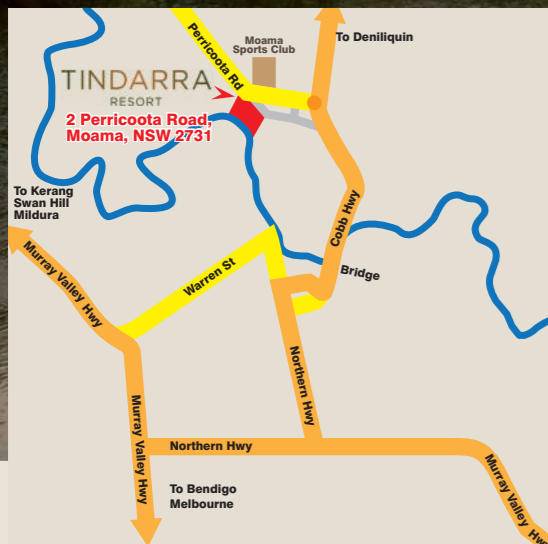 To Deniliquin
Moama
Sports Club
Perricoota Rd
TINDARRA
RESORT
2 Perricoota Road,
Moama, NSW 2731
To Kerang
Swan Hill
Mildura
Murray Valley Hwy
Warren St
Cobb Hwy
Bridge
Northern Hwy
Murray Valley Hwy
Northern Hwy
Murray Valley Hwy
To Bendigo
Melbourne